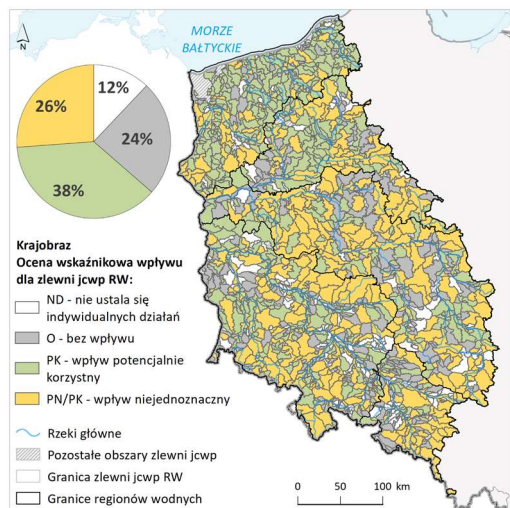 MORZE
BAŁTYCKIE
N
12%
26%
24%
38%
Krajobraz
Ocena wskaźnikowa wpływu
dla zlewni jcwp RW:
ND - nie ustala się
indywidualnych działań
O - bez wpływu
PK - wpływ potencjalnie
korzystny
PN/PK - wpływ niejednoznaczny
Rzeki główne
Pozostałe obszary zlewni jcwp
Granica zlewni jcwp RW
Granice regionów wodnych
0 50 100 km